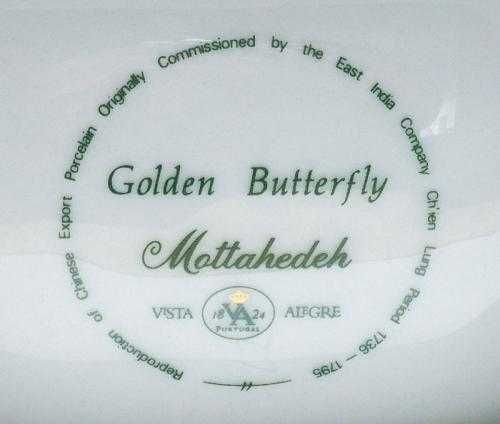 Reproduction of Chinese Export Porcelain Originally Commissioned by the East India Company Ch'ien Lung Period 1736 - 1795
Golden Butterfly
Mottahedeh
VISTA ALEGRE
18 VA 24
PORTUGAL